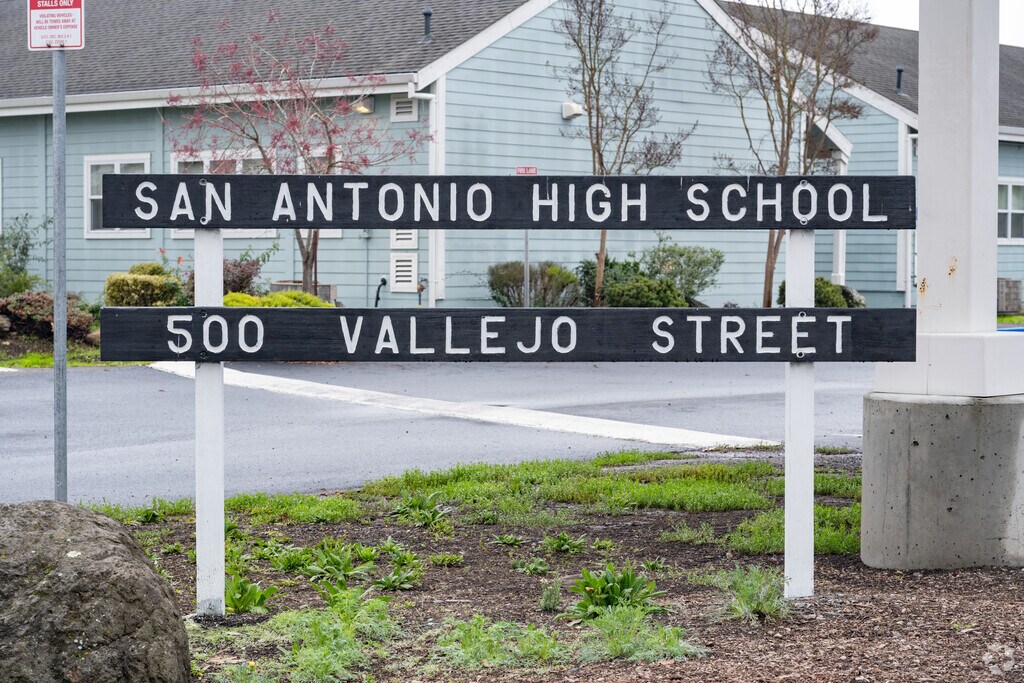 STALLS ONLY
SAN ANTONIO HIGH SCHOOL
500 VALLEJO STREET